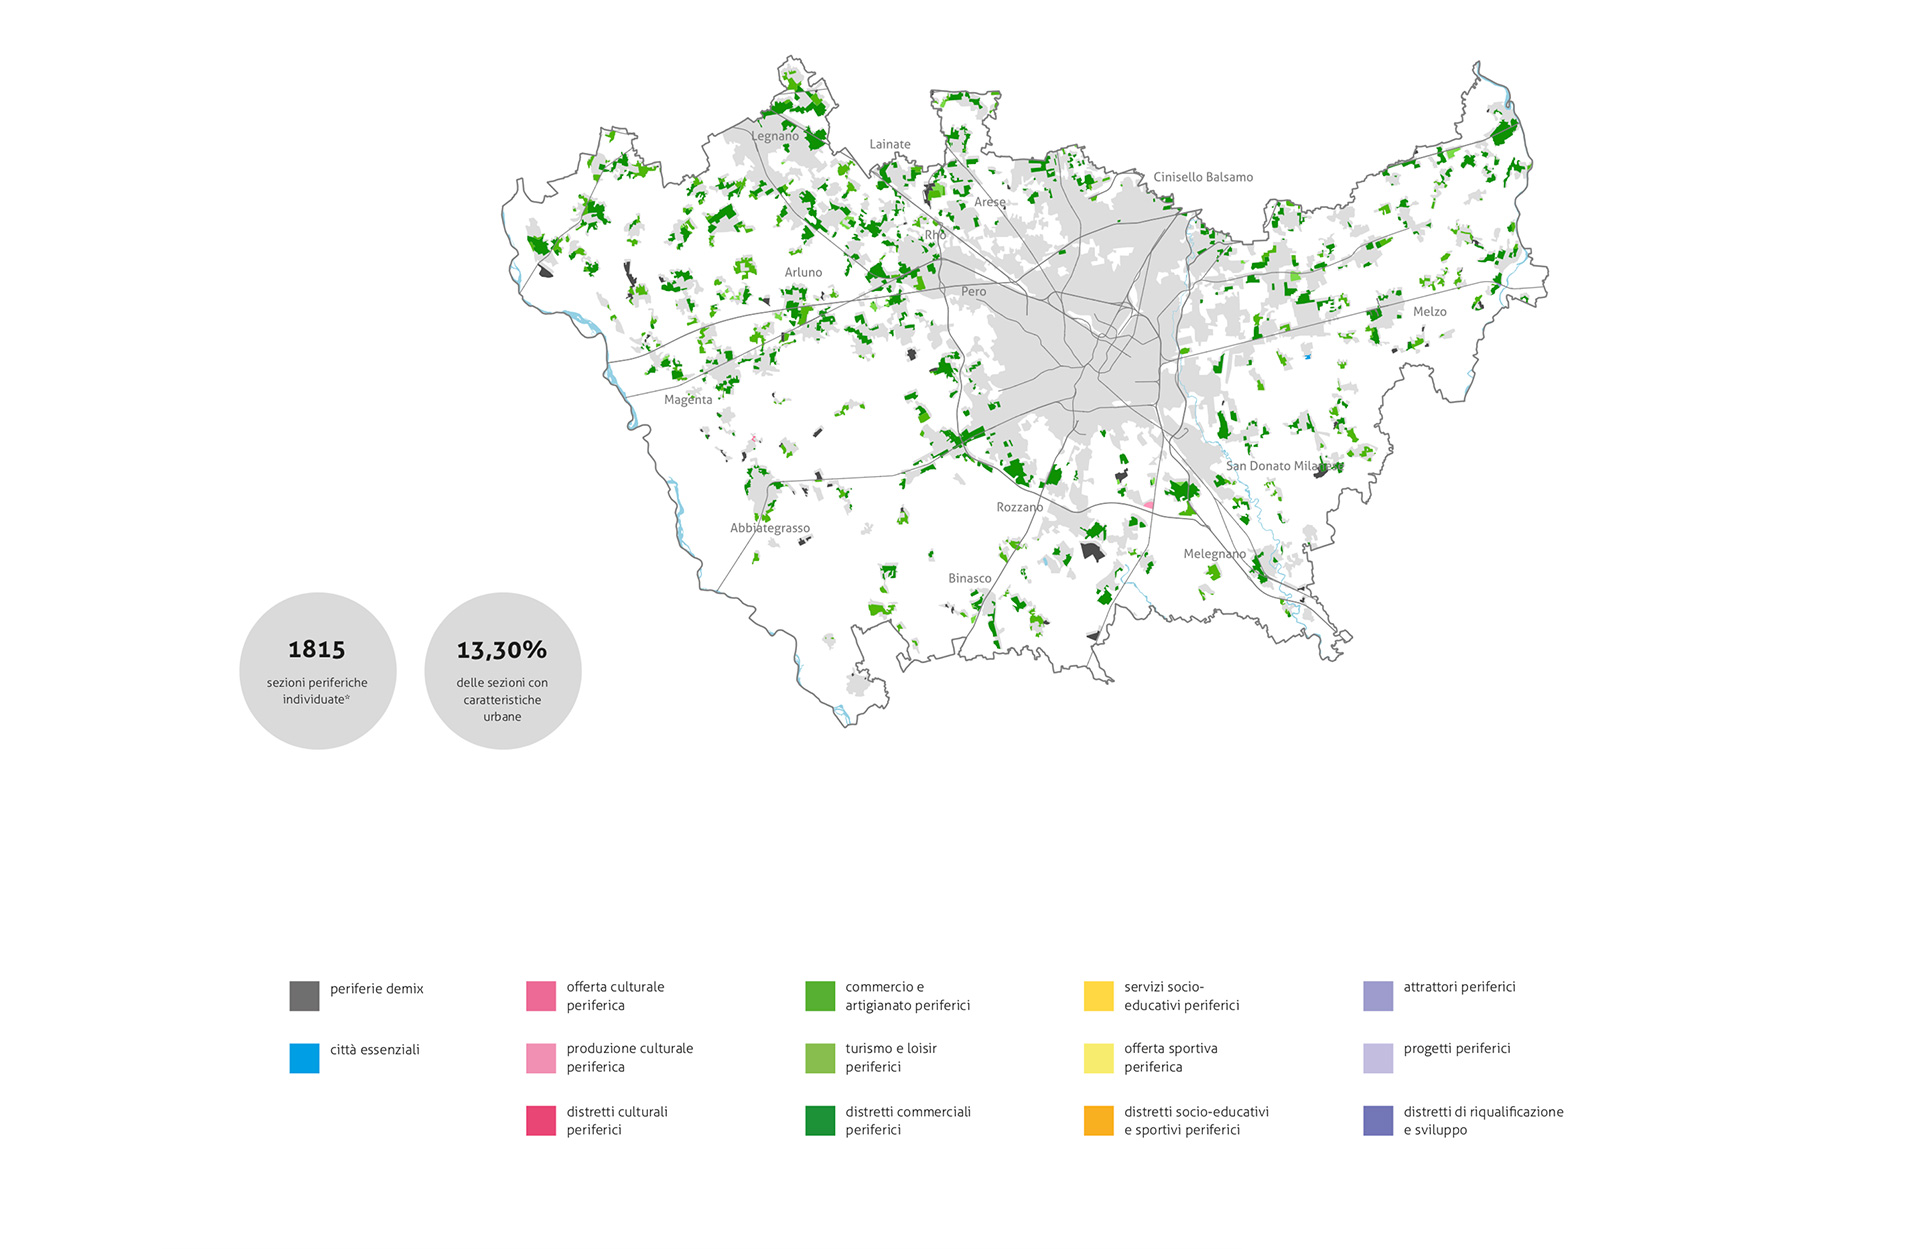 Legnano
Lainate
Cinisello Balsamo
Arese
Rho
Arluno
Pero
Melzo
Magenta
San Donato Milanese
Rozzano
Abbiategrasso
Melegnano
Binasco
1815
sezioni periferiche
individuate*
13,30%
delle sezioni con
caratteristiche
urbane
periferie demix
città essenziali
offerta culturale
periferica
produzione culturale
periferica
distretti culturali
periferici
commercio e
artigianato periferici
turismo e loisir
periferici
distretti commerciali
periferici
servizi socio-
educativi periferici
offerta sportiva
periferica
distretti socio-educativi
e sportivi periferici
attrattori periferici
progetti periferici
distretti di riqualificazione
e sviluppo